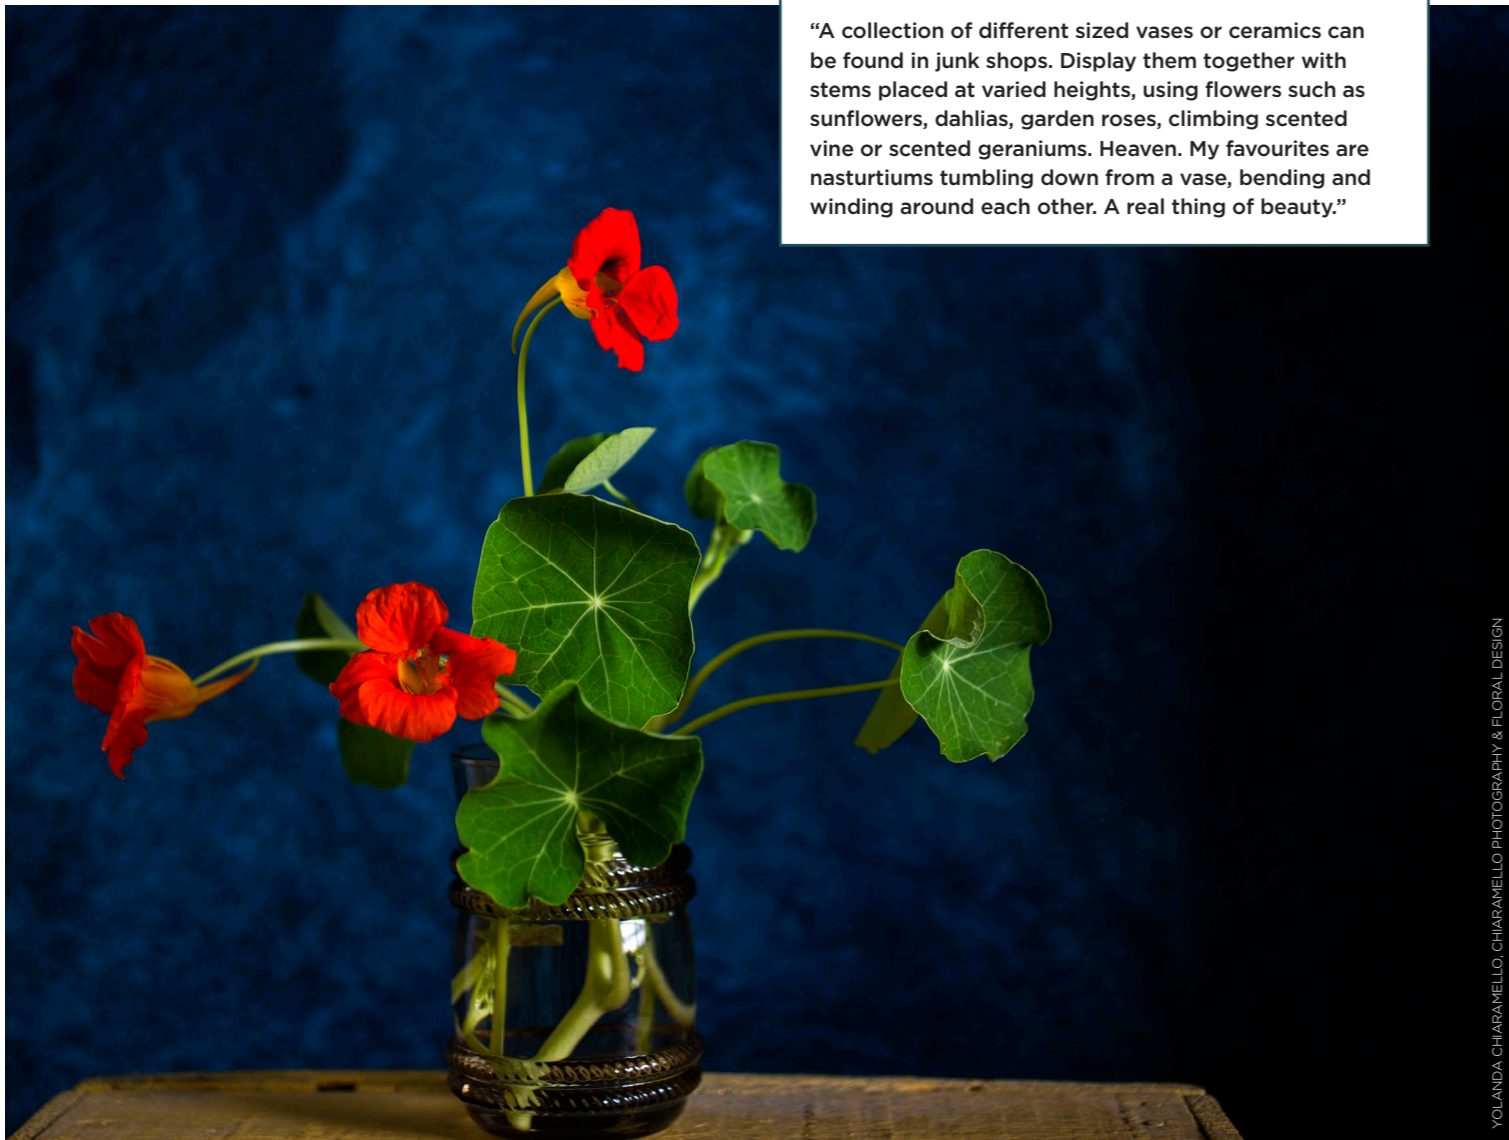 “A collection of different sized vases or ceramics can
be found in junk shops. Display them together with
stems placed at varied heights, using flowers such as
sunflowers, dahlias, garden roses, climbing scented
vine or scented geraniums. Heaven. My favourites are
nasturtiums tumbling down from a vase, bending and
winding around each other. A real thing of beauty.”
YOLANDA CHIARAMELLO, CHIARAMELLO PHOTOGRAPHY & FLORAL DESIGN